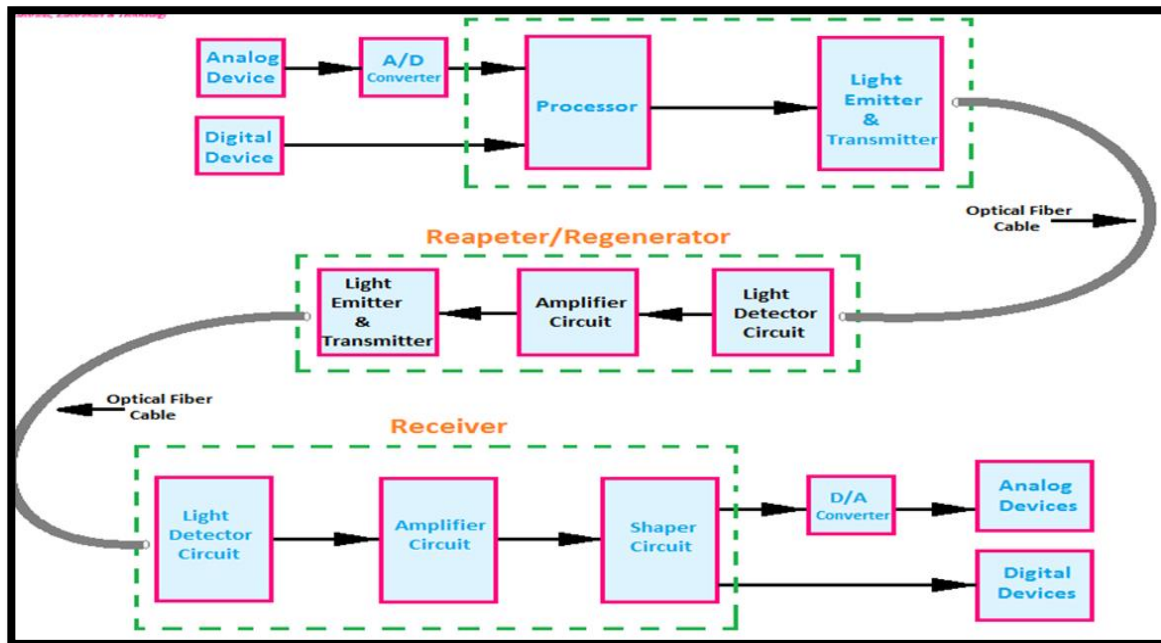 Analog
Device
A/D
Converter
Digital
Device
Processor
Light
Emitter
&
Transmitter
Optical Fiber
Cable
Reapeter/Regenerator
Light
Emitter
&
Transmitter
Amplifier
Circuit
Light
Detector
Circuit
Optical Fiber
Cable
Receiver
Light
Detector
Circuit
Amplifier
Circuit
Shaper
Circuit
D/A
Converter
Analog
Devices
Digital
Devices